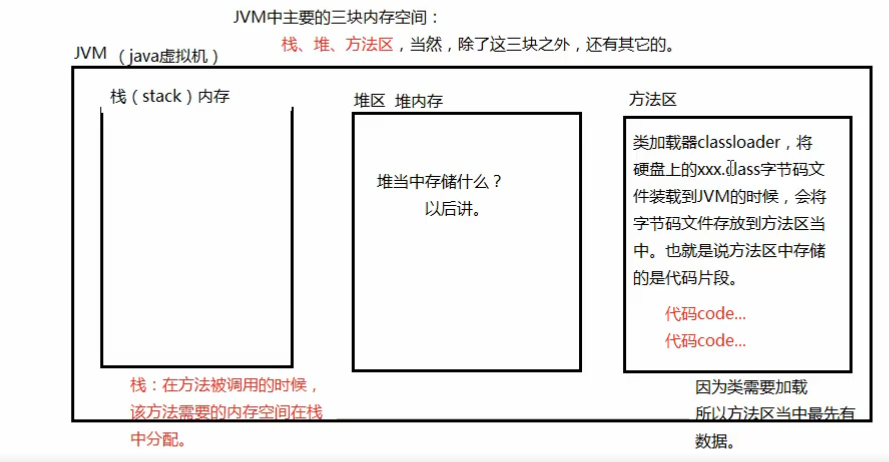 JVM中主要的三块内存空间：
栈、堆、方法区，当然，除了这三块之外，还有其它的。
JVM （java虚拟机）
栈（stack）内存
堆区 堆内存
堆当中存储什么？
以后讲。
方法区
类加载器classloader，将
硬盘上的xxx.class字节码文
件装载到JVM的时候，会将
字节码文件存放到方法区当
中。也就是说方法区中存储
的是代码片段。
代码code...
代码code...
栈：在方法被调用的时候，
该方法需要的内存空间在栈
中分配。
因为类需要加载
所以方法区当中最先有
数据。